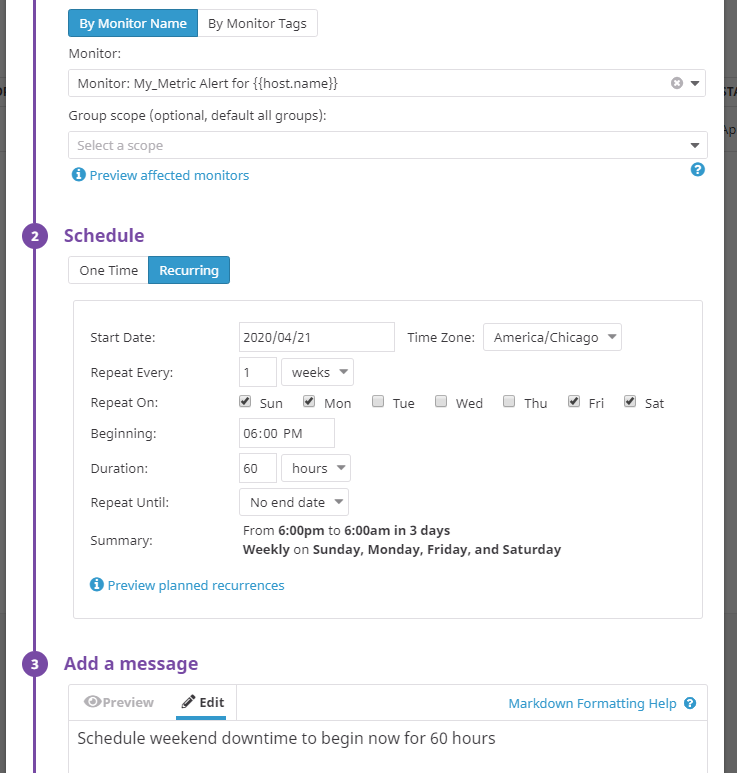 By Monitor Name By Monitor Tags
Monitor:
Monitor: My_Metric Alert for {{host.name}}
Group scope (optional, default all groups):
Select a scope
Preview affected monitors
2 Schedule
One Time Recurring
Start Date: 2020/04/21 Time Zone: America/Chicago
Repeat Every: 1 weeks
Repeat On: Sun Mon Tue Wed Thu Fri Sat
Beginning: 06:00 PM
Duration: 60 hours
Repeat Until: No end date
Summary: From 6:00pm to 6:00am in 3 days
Weekly on Sunday, Monday, Friday, and Saturday
Preview planned recurrences
3 Add a message
Preview Edit Markdown Formatting Help
Schedule weekend downtime to begin now for 60 hours